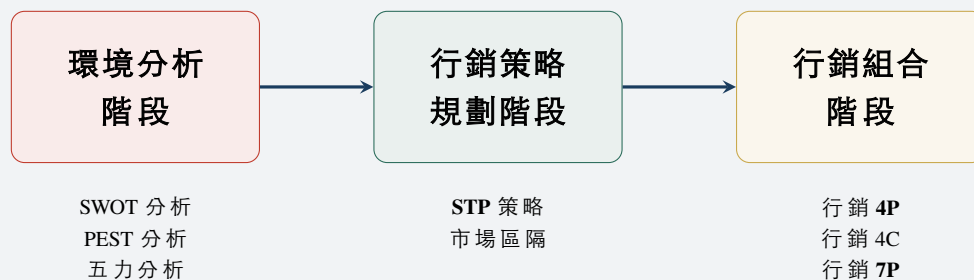 環境分析
階段
行銷策略
規劃階段
行銷組合
階段
SWOT 分析
PEST 分析
五力分析
STP 策略
市場區隔
行銷 4P
行銷 4C
行銷 7P